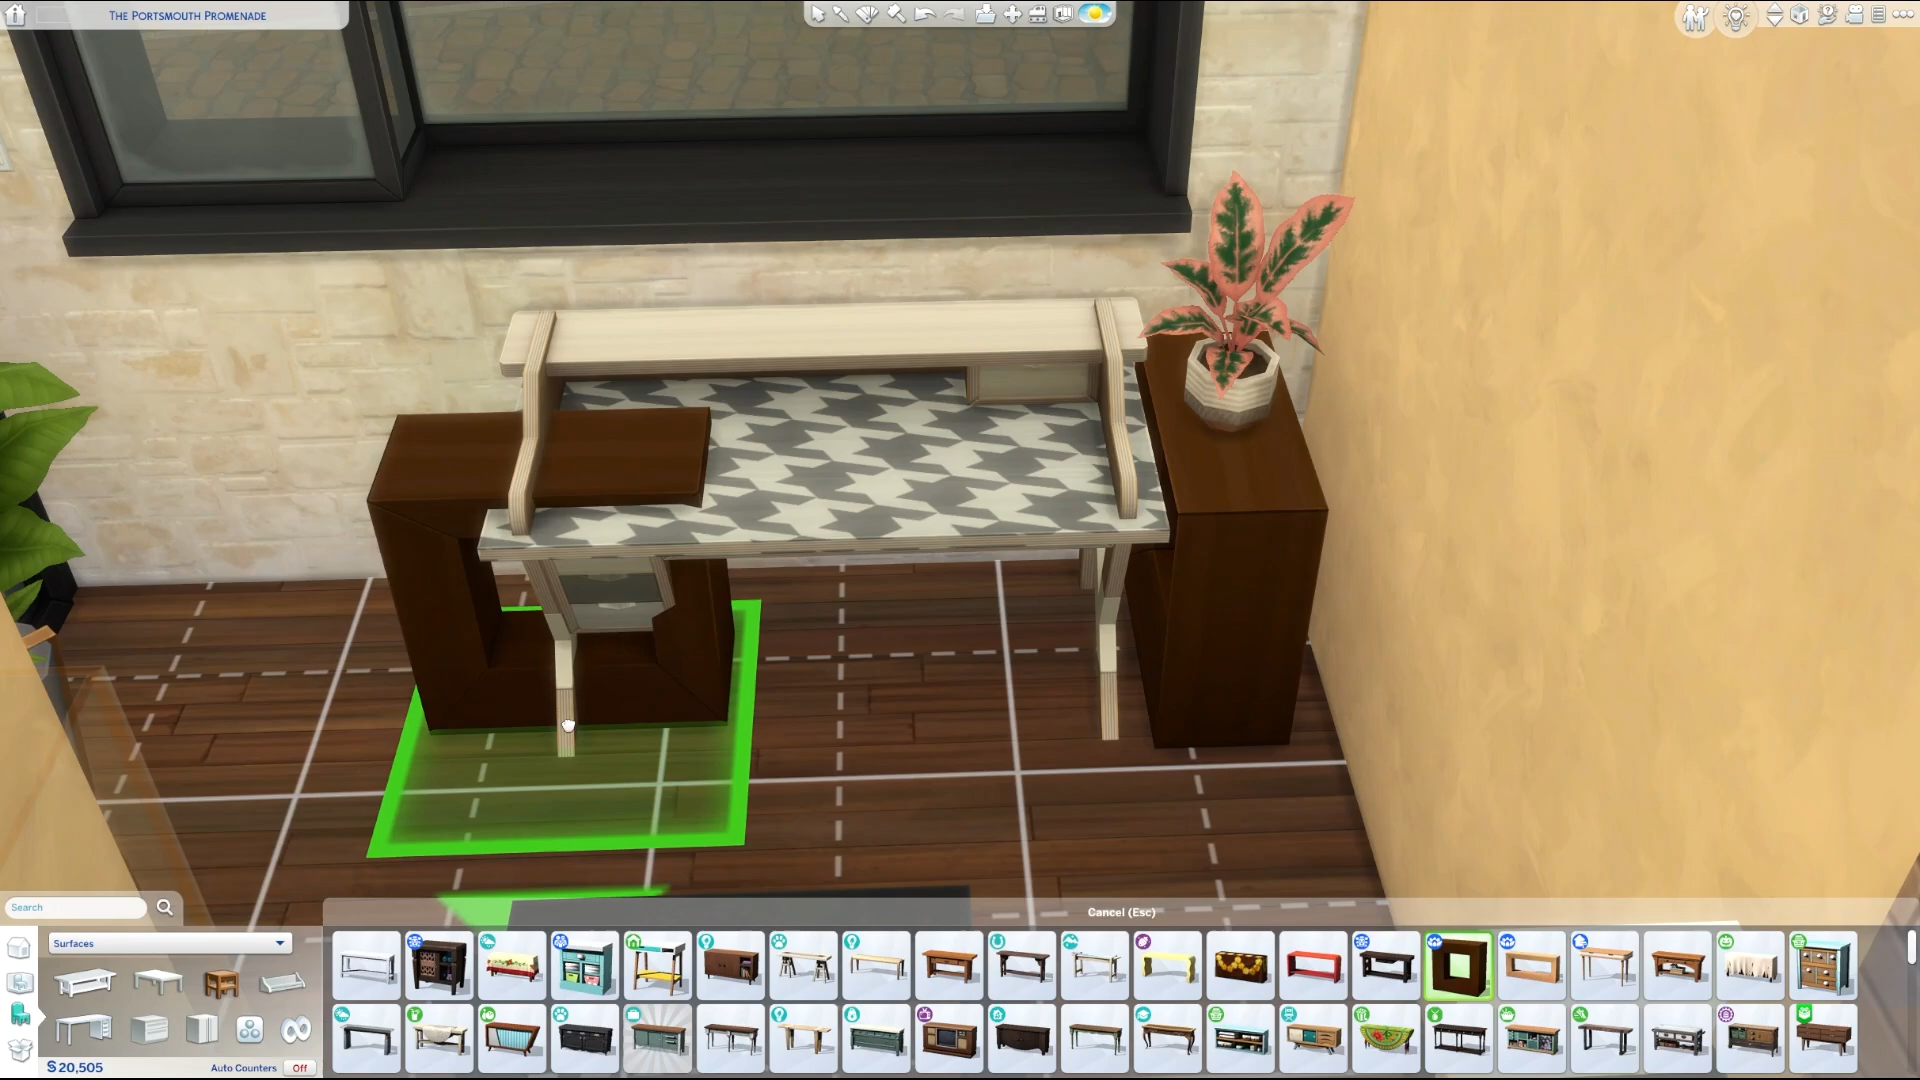 The Portsmouth Promenade
Cancel (Esc)
Search
Surfaces
§20,505
Auto Counters
Off